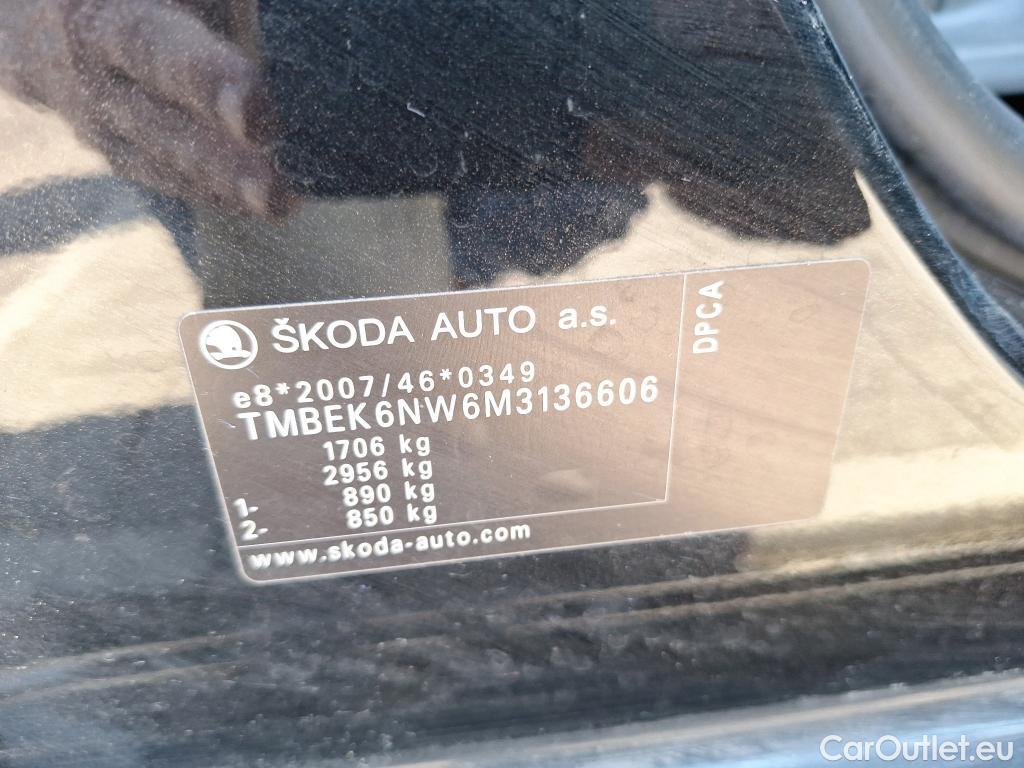 ŠKODA AUTO a.s.
DPCA
e8*2007/46*0349
TMBEK6NW6M3136606
1706 kg
2956 kg
1- 890 kg
2- 850 kg
www.skoda-auto.com
CarOutlet.eu